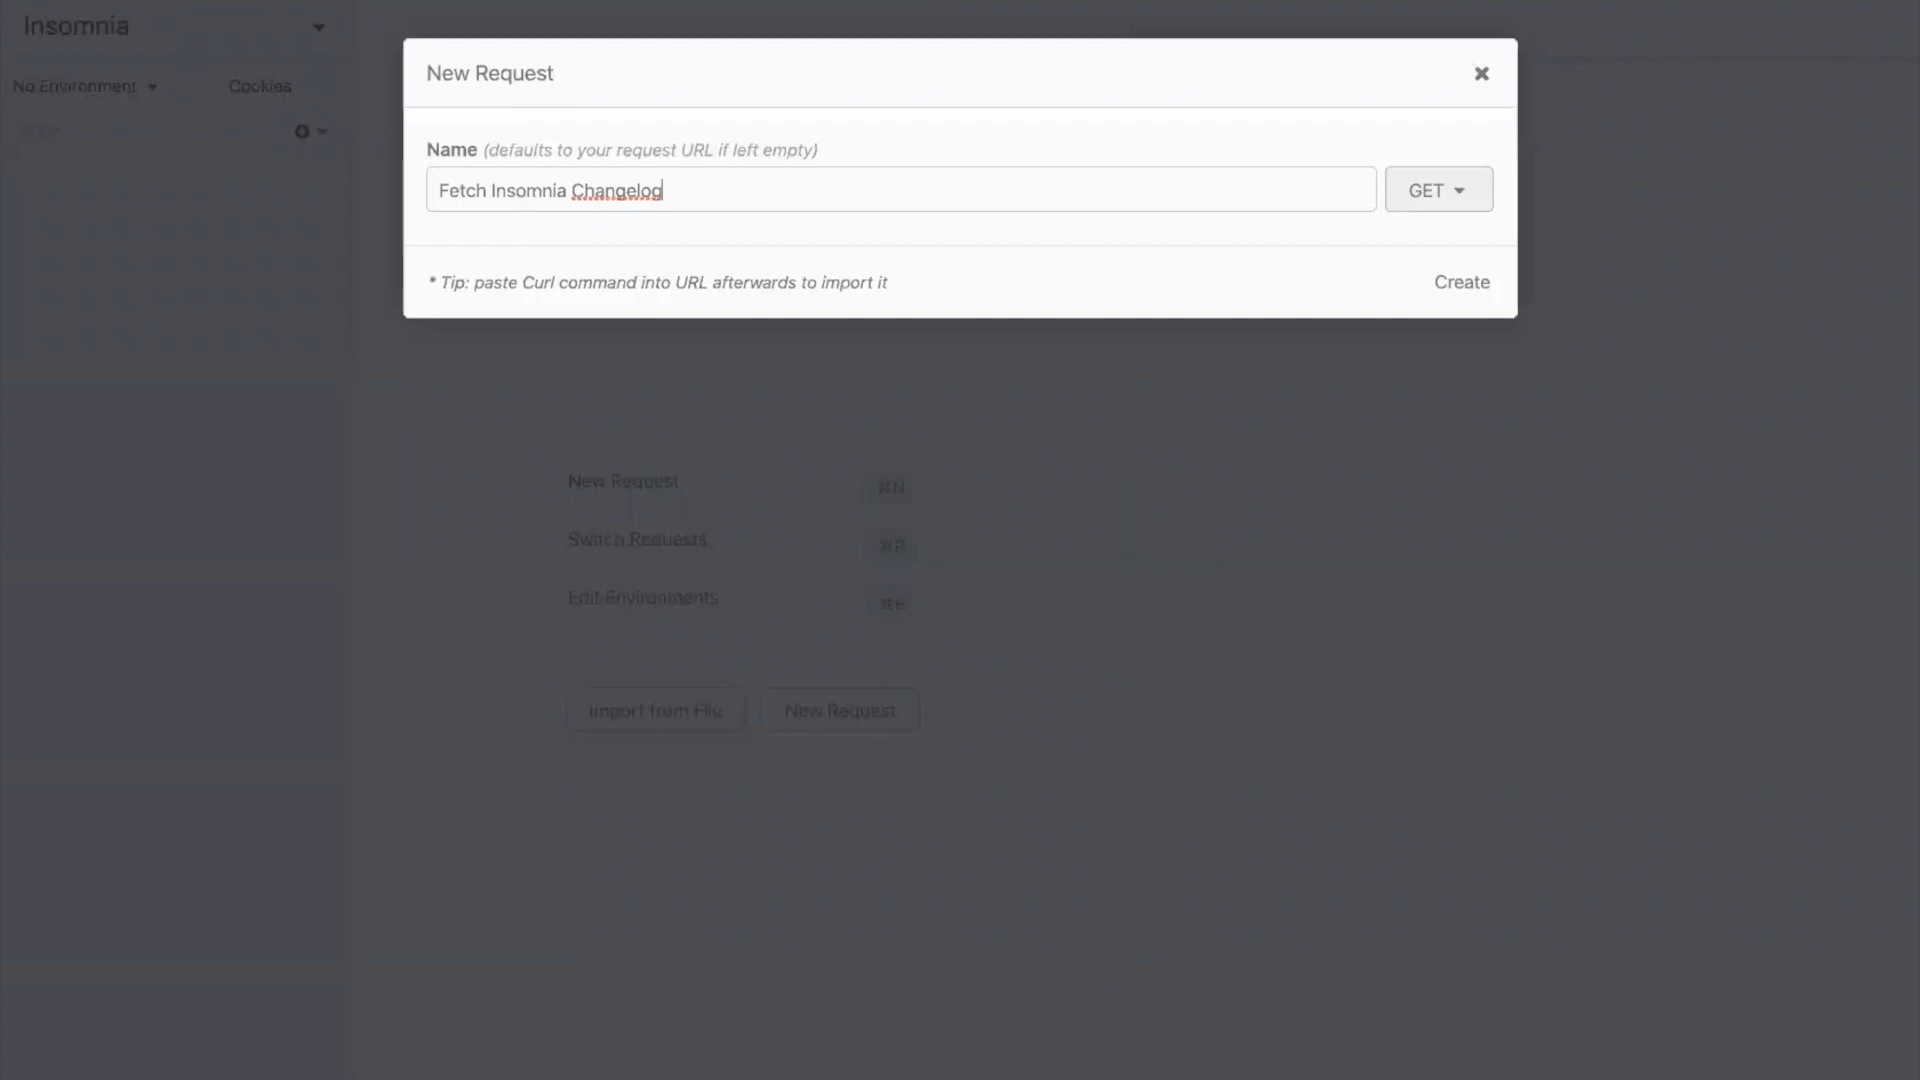 Insomnia
No Environment
Cookies
New Request
Name (defaults to your request URL if left empty)
Fetch Insomnia Changelog
GET
* Tip: paste Curl command into URL afterwards to import it
Create
New Request
⌘N
Switch Requests
Edit Environments
⌘E
Import from File
New Request